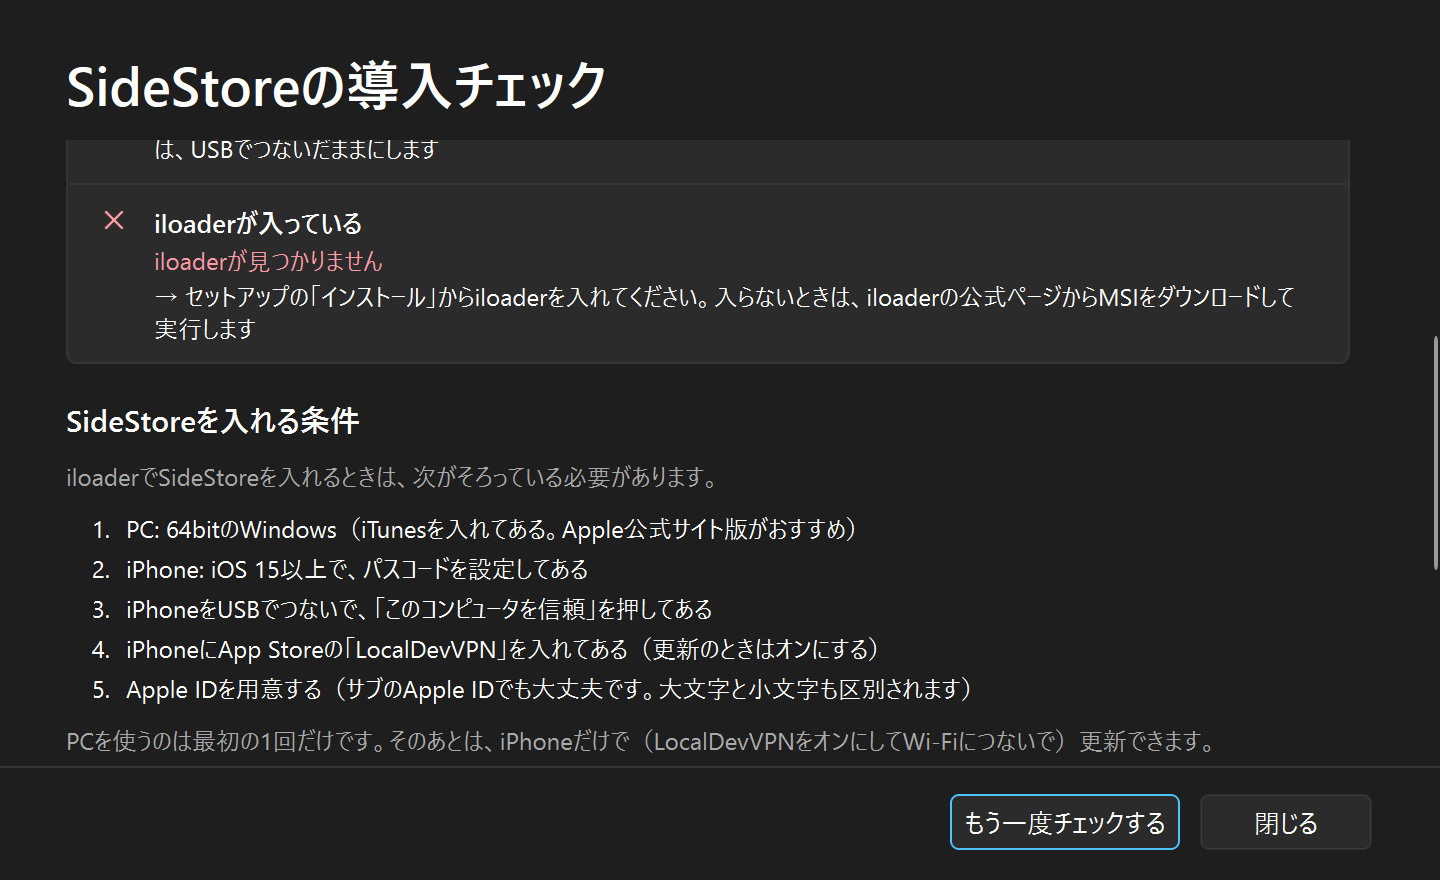 SideStoreの導入チェック
は、USBでつないだままにします
iloaderが入っている
iloaderが見つかりません
→ セットアップの「インストール」からiloaderを入れてください。入らないときは、iloaderの公式ページからMSIをダウンロードして
実行します
SideStoreを入れる条件
iloaderでSideStoreを入れるときは、次がそろっている必要があります。
1. PC: 64bitのWindows（iTunesを入れてある。Apple公式サイト版がおすすめ）
2. iPhone: iOS 15以上で、パスコードを設定してある
3. iPhoneをUSBでつないで、「このコンピュータを信頼」を押してある
4. iPhoneにApp Storeの「LocalDevVPN」を入れてある（更新のときはオンにする）
5. Apple IDを用意する（サブのApple IDでも大丈夫です。大文字と小文字も区別されます）
PCを使うのは最初の1回だけです。そのあとは、iPhoneだけで（LocalDevVPNをオンにしてWi-Fiにつないで）更新できます。
もう一度チェックする
閉じる